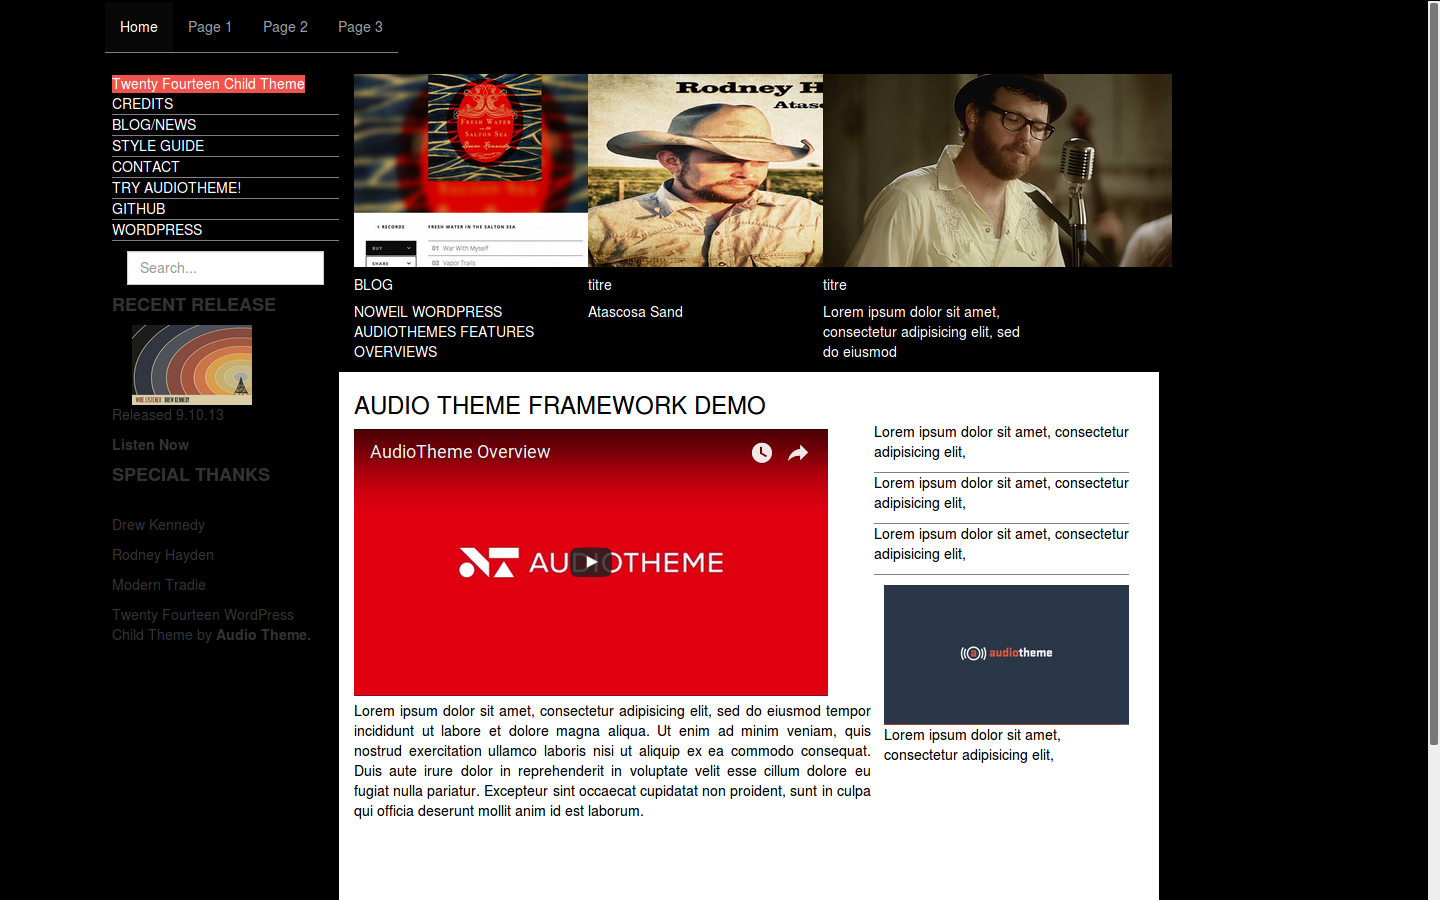 Home Page 1 Page 2 Page 3
Twenty Fourteen Child Theme
CREDITS
BLOG/NEWS
STYLE GUIDE
CONTACT
TRY AUDIOTHEME!
GITHUB
WORDPRESS
Search...
RECENT RELEASE
WIDE LISTENER DREW KENNEDY
Released 9.10.13
Listen Now
SPECIAL THANKS
Drew Kennedy
Rodney Hayden
Modern Tradie
Twenty Fourteen WordPress
Child Theme by Audio Theme.
FRESH WATER
IN THE
SALTON SEA
Drew Kennedy
RECORDS
FRESH WATER IN THE SALTON SEA
BUY
01 War With Myself
SHARE
02 Vapor Trails
BLOG
NOWEIL WORDPRESS
AUDIOTHEMES FEATURES
OVERVIEWS
Rodney H
Atasc
titre
Atascosa Sand
titre
Lorem ipsum dolor sit amet,
consectetur adipisicing elit, sed
do eiusmod
AUDIO THEME FRAMEWORK DEMO
AudioTheme Overview
AUDIOTHEME
Lorem ipsum dolor sit amet, consectetur adipisicing elit, sed do eiusmod tempor
incididunt ut labore et dolore magna aliqua. Ut enim ad minim veniam, quis
nostrud exercitation ullamco laboris nisi ut aliquip ex ea commodo consequat.
Duis aute irure dolor in reprehenderit in voluptate velit esse cillum dolore eu
fugiat nulla pariatur. Excepteur sint occaecat cupidatat non proident, sunt in culpa
qui officia deserunt mollit anim id est laborum.
Lorem ipsum dolor sit amet, consectetur
adipisicing elit,
Lorem ipsum dolor sit amet, consectetur
adipisicing elit,
Lorem ipsum dolor sit amet, consectetur
adipisicing elit,
a audiotheme
Lorem ipsum dolor sit amet,
consectetur adipisicing elit,